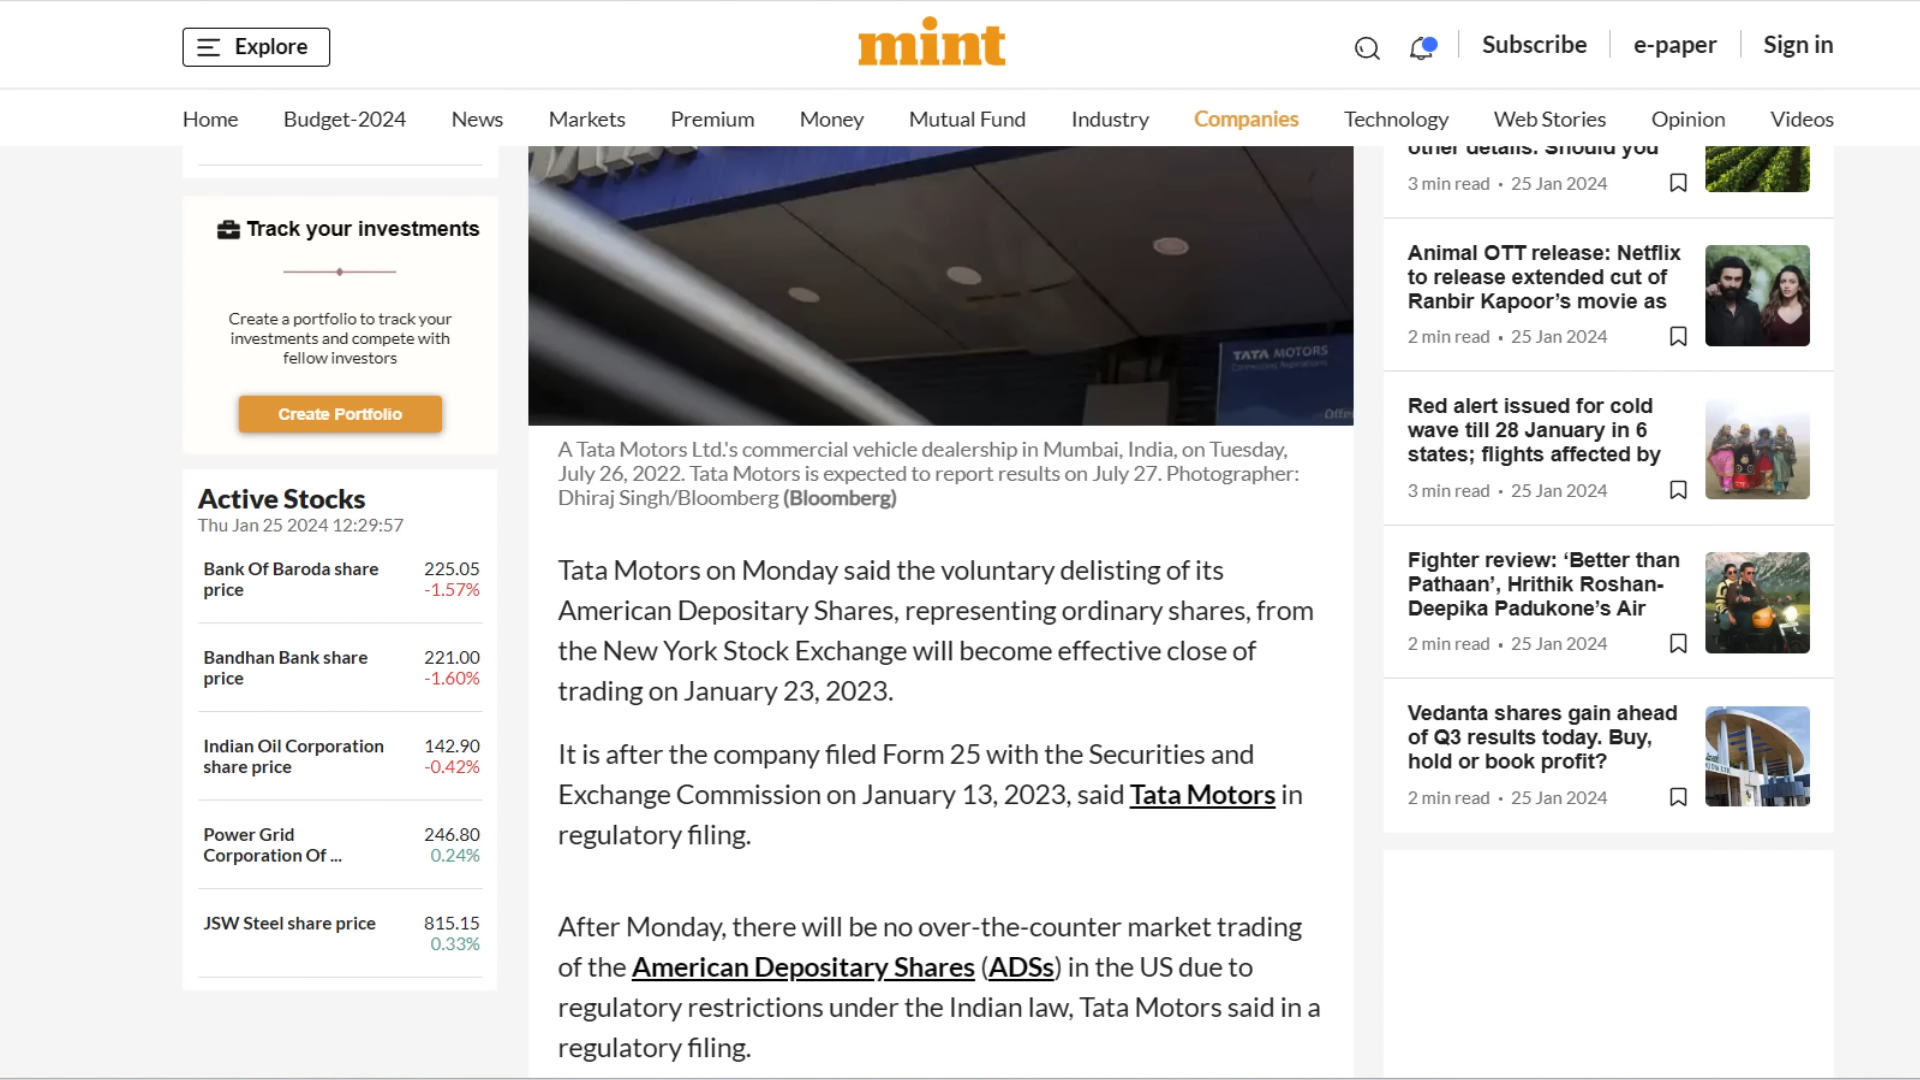 Explore
mint
Subscribe
e-paper
Sign in
Home
Budget-2024
News
Markets
Premium
Money
Mutual Fund
Industry
Companies
Technology
Web Stories
Opinion
Videos
Track your investments
Create a portfolio to track your
investments and compete with
fellow investors
Create Portfolio
Active Stocks
Thu Jan 25 2024 12:29:57
Bank Of Baroda share
price
225.05
-1.57%
Bandhan Bank share
price
221.00
-1.60%
Indian Oil Corporation
share price
142.90
-0.42%
Power Grid
Corporation Of ...
246.80
0.24%
JSW Steel share price
815.15
0.33%
TATA MOTORS
Connecting Aspirations
A Tata Motors Ltd.'s commercial vehicle dealership in Mumbai, India, on Tuesday,
July 26, 2022. Tata Motors is expected to report results on July 27. Photographer:
Dhiraj Singh/Bloomberg (Bloomberg)
Tata Motors on Monday said the voluntary delisting of its
American Depositary Shares, representing ordinary shares, from
the New York Stock Exchange will become effective close of
trading on January 23, 2023.
It is after the company filed Form 25 with the Securities and
Exchange Commission on January 13, 2023, said Tata Motors in
regulatory filing.
After Monday, there will be no over-the-counter market trading
of the American Depositary Shares (ADSs) in the US due to
regulatory restrictions under the Indian law, Tata Motors said in a
regulatory filing.
other details. Should you
3 min read • 25 Jan 2024
Animal OTT release: Netflix
to release extended cut of
Ranbir Kapoor’s movie as
2 min read • 25 Jan 2024
Red alert issued for cold
wave till 28 January in 6
states; flights affected by
3 min read • 25 Jan 2024
Fighter review: ‘Better than
Pathaan’, Hrithik Roshan-
Deepika Padukone’s Air
2 min read • 25 Jan 2024
Vedanta shares gain ahead
of Q3 results today. Buy,
hold or book profit?
2 min read • 25 Jan 2024